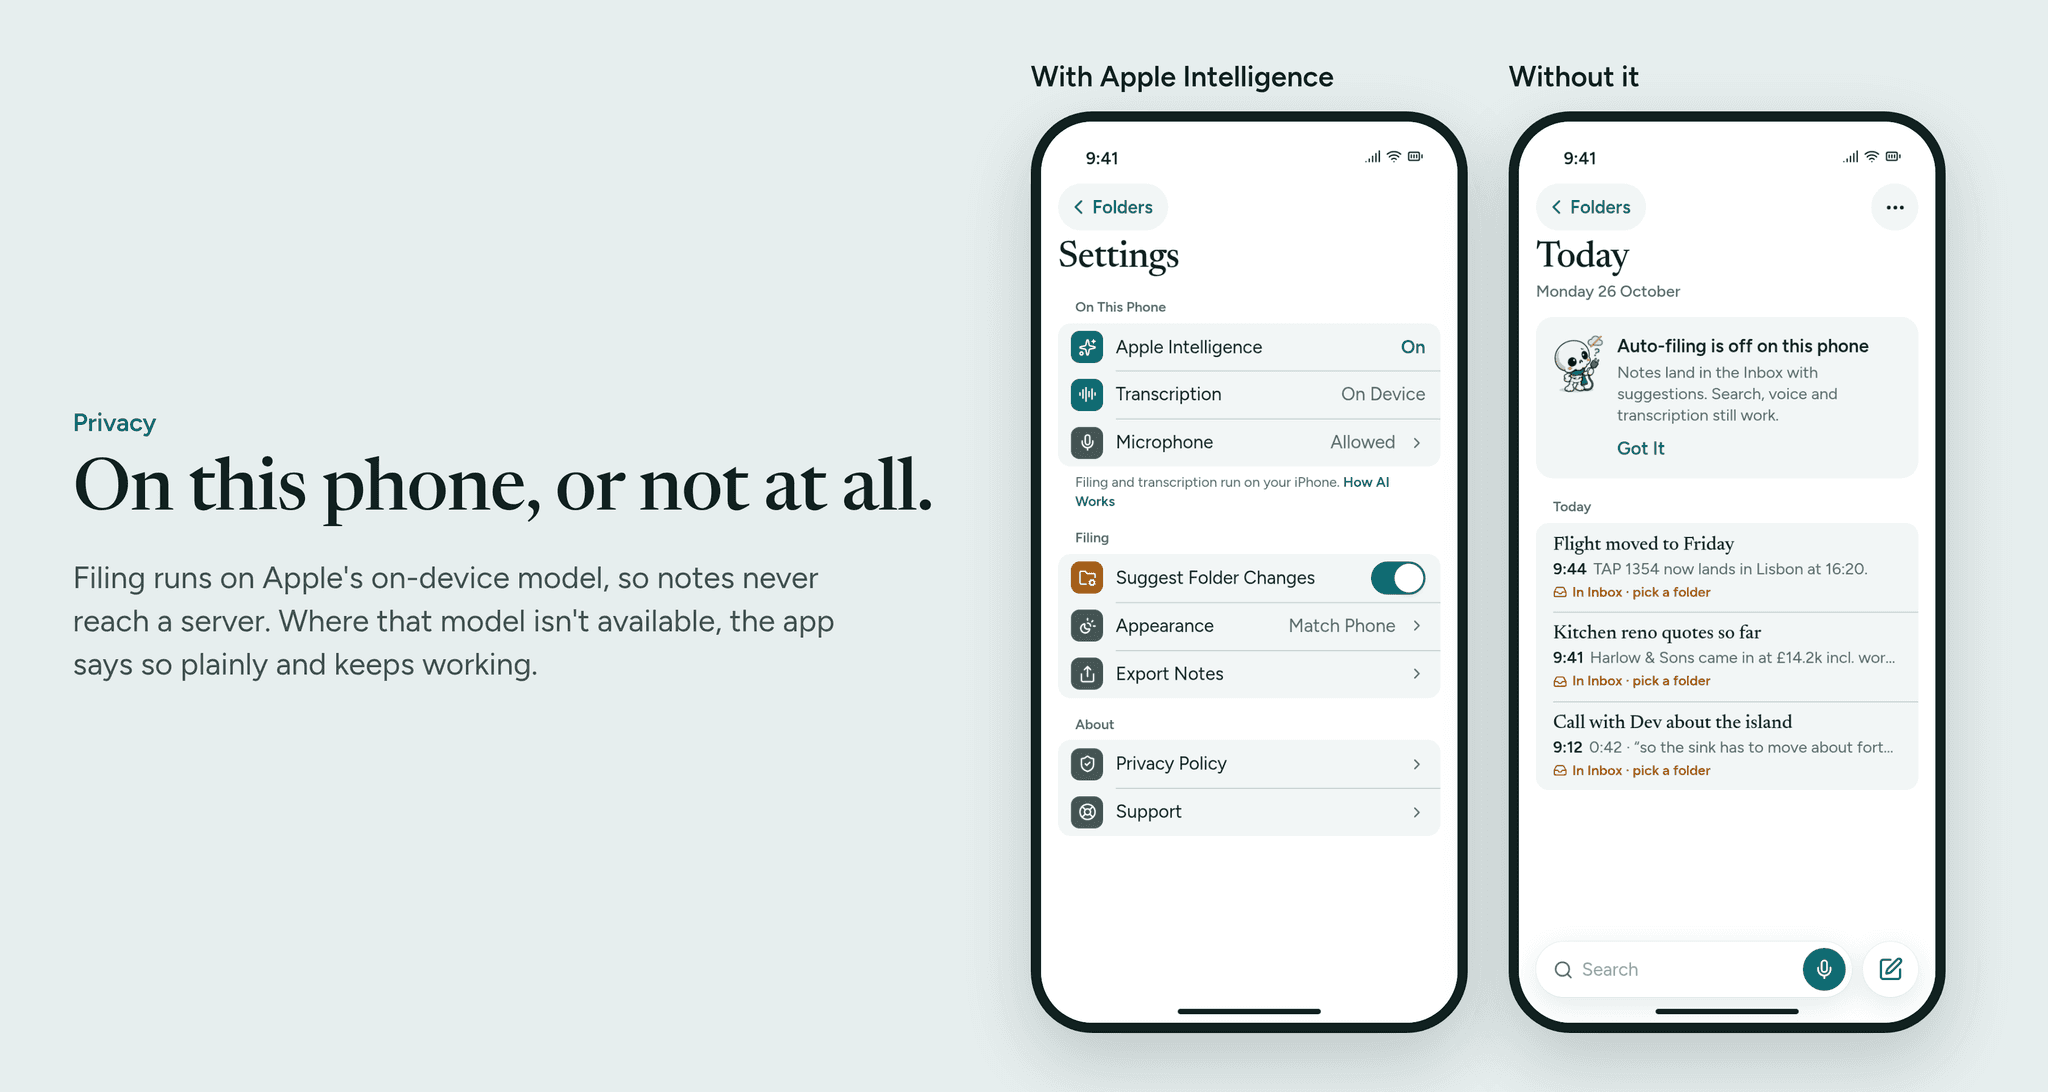 Privacy
On this phone, or not at all.
Filing runs on Apple's on-device model, so notes never
reach a server. Where that model isn't available, the app
says so plainly and keeps working.
With Apple Intelligence
9:41
Folders
Settings
On This Phone
Apple Intelligence On
Transcription On Device
Microphone Allowed
Filing and transcription run on your iPhone. How AI
Works
Filing
Suggest Folder Changes
Appearance Match Phone
Export Notes
About
Privacy Policy
Support
Without it
9:41
Folders
Today
Monday 26 October
Auto-filing is off on this phone
Notes land in the Inbox with
suggestions. Search, voice and
transcription still work.
Got It
Today
Flight moved to Friday
9:44 TAP 1354 now lands in Lisbon at 16:20.
In Inbox · pick a folder
Kitchen reno quotes so far
9:41 Harlow & Sons came in at £14.2k incl. wor...
In Inbox · pick a folder
Call with Dev about the island
9:12 0:42 · “so the sink has to move about fort...
In Inbox · pick a folder
Search